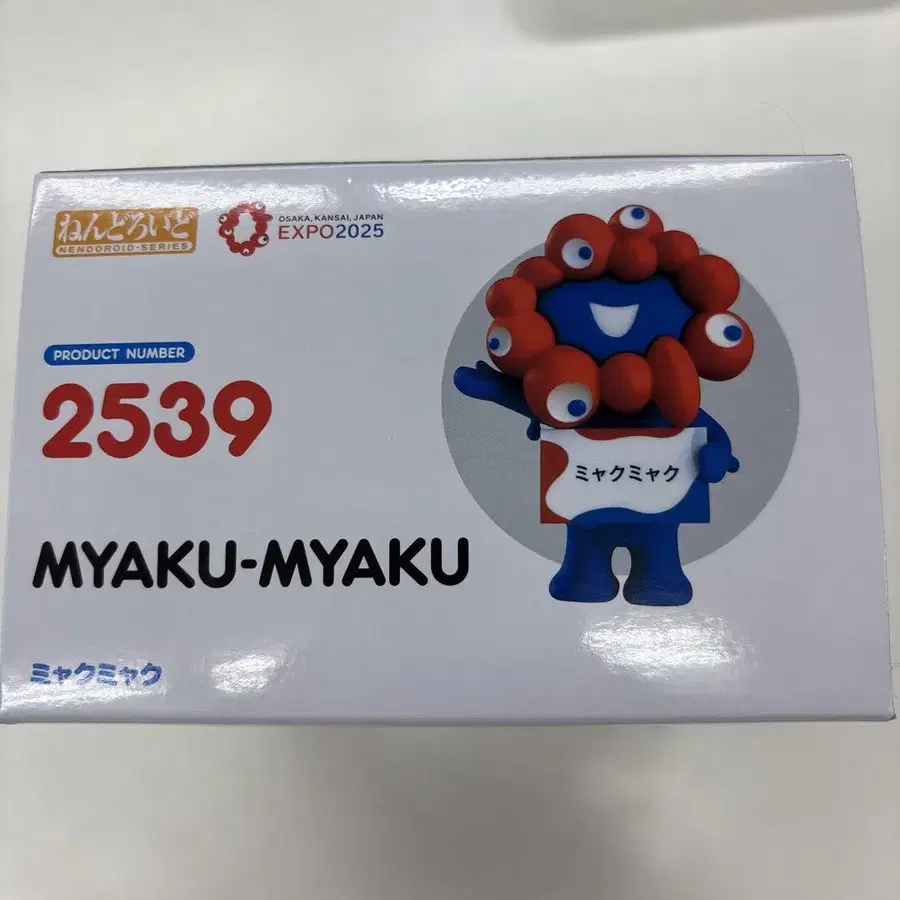 ねんどろいど
NENDOROID-SERIES
OSAKA, KANSAI, JAPAN
EXPO2025
PRODUCT NUMBER
2539
ミャクミャク
MYAKU-MYAKU
ミャクミャク